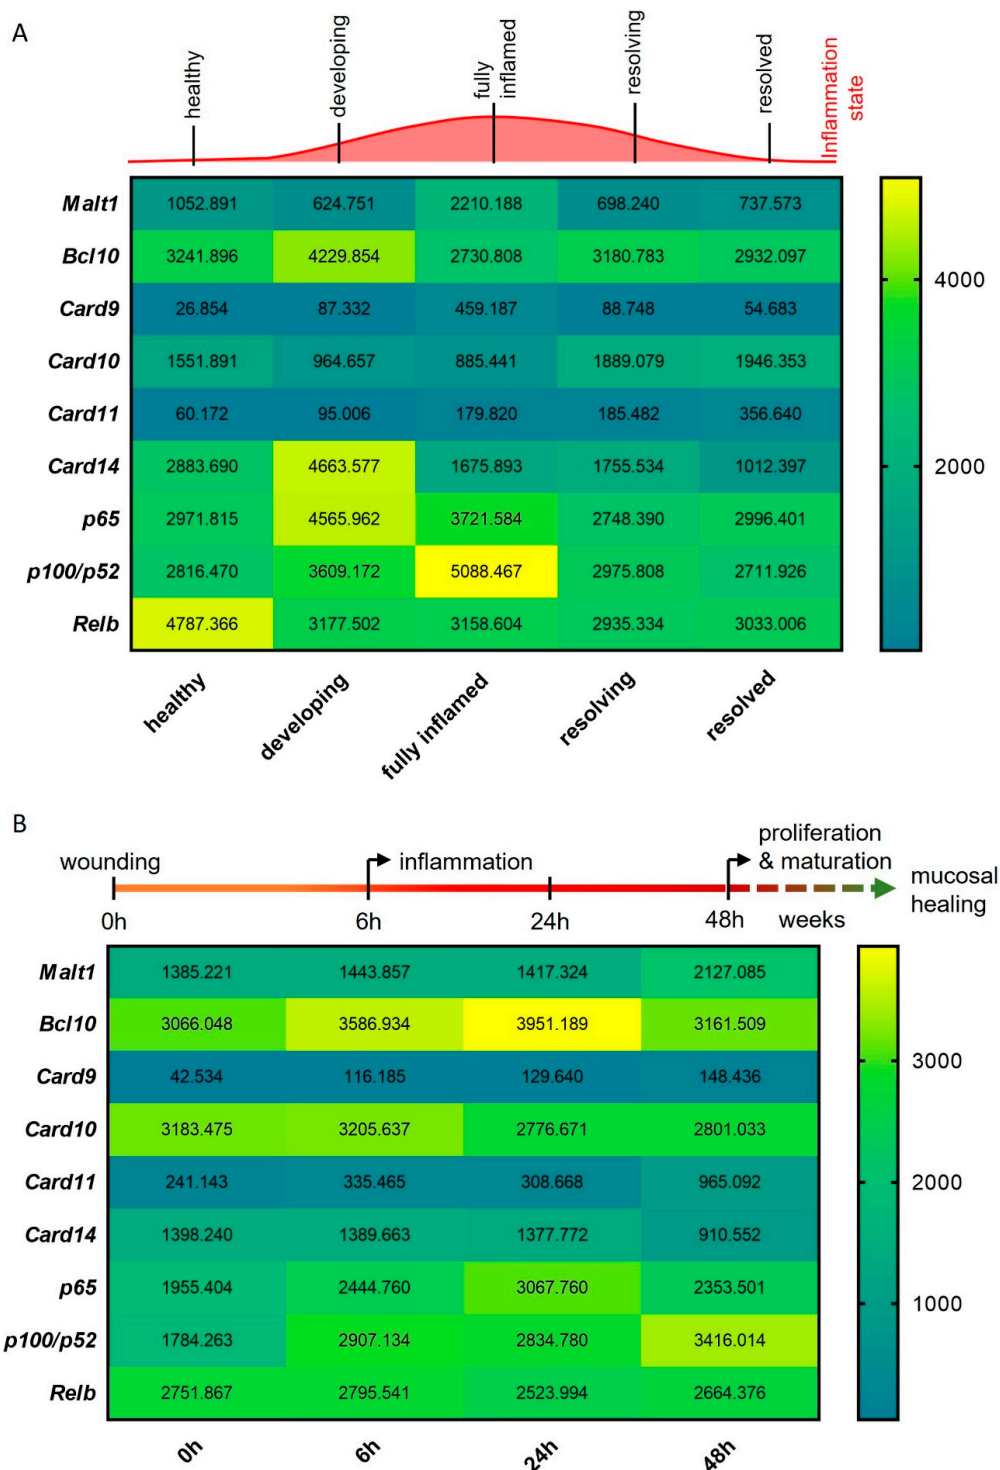 A
healthy
developing
fully
inflamed
resolving
resolved
Inflammation
state
Malt1 1052.891 624.751 2210.188 698.240 737.573
Bcl10 3241.896 4229.854 2730.808 3180.783 2932.097
Card9 26.854 87.332 459.187 88.748 54.683
Card10 1551.891 964.657 885.441 1889.079 1946.353
Card11 60.172 95.006 179.820 185.482 356.640
Card14 2883.690 4663.577 1675.893 1755.534 1012.397
p65 2971.815 4565.962 3721.584 2748.390 2996.401
p100/p52 2816.470 3609.172 5088.467 2975.808 2711.926
Relb 4787.366 3177.502 3158.604 2935.334 3033.006
4000
2000
healthy developing fully inflamed resolving resolved
B
wounding
inflammation
proliferation
& maturation
mucosal
healing
0h 6h 24h 48h weeks
Malt1 1385.221 1443.857 1417.324 2127.085
Bcl10 3066.048 3586.934 3951.189 3161.509
Card9 42.534 116.185 129.640 148.436
Card10 3183.475 3205.637 2776.671 2801.033
Card11 241.143 335.465 308.668 965.092
Card14 1398.240 1389.663 1377.772 910.552
p65 1955.404 2444.760 3067.760 2353.501
p100/p52 1784.263 2907.134 2834.780 3416.014
Relb 2751.867 2795.541 2523.994 2664.376
3000
2000
1000
0h 6h 24h 48h